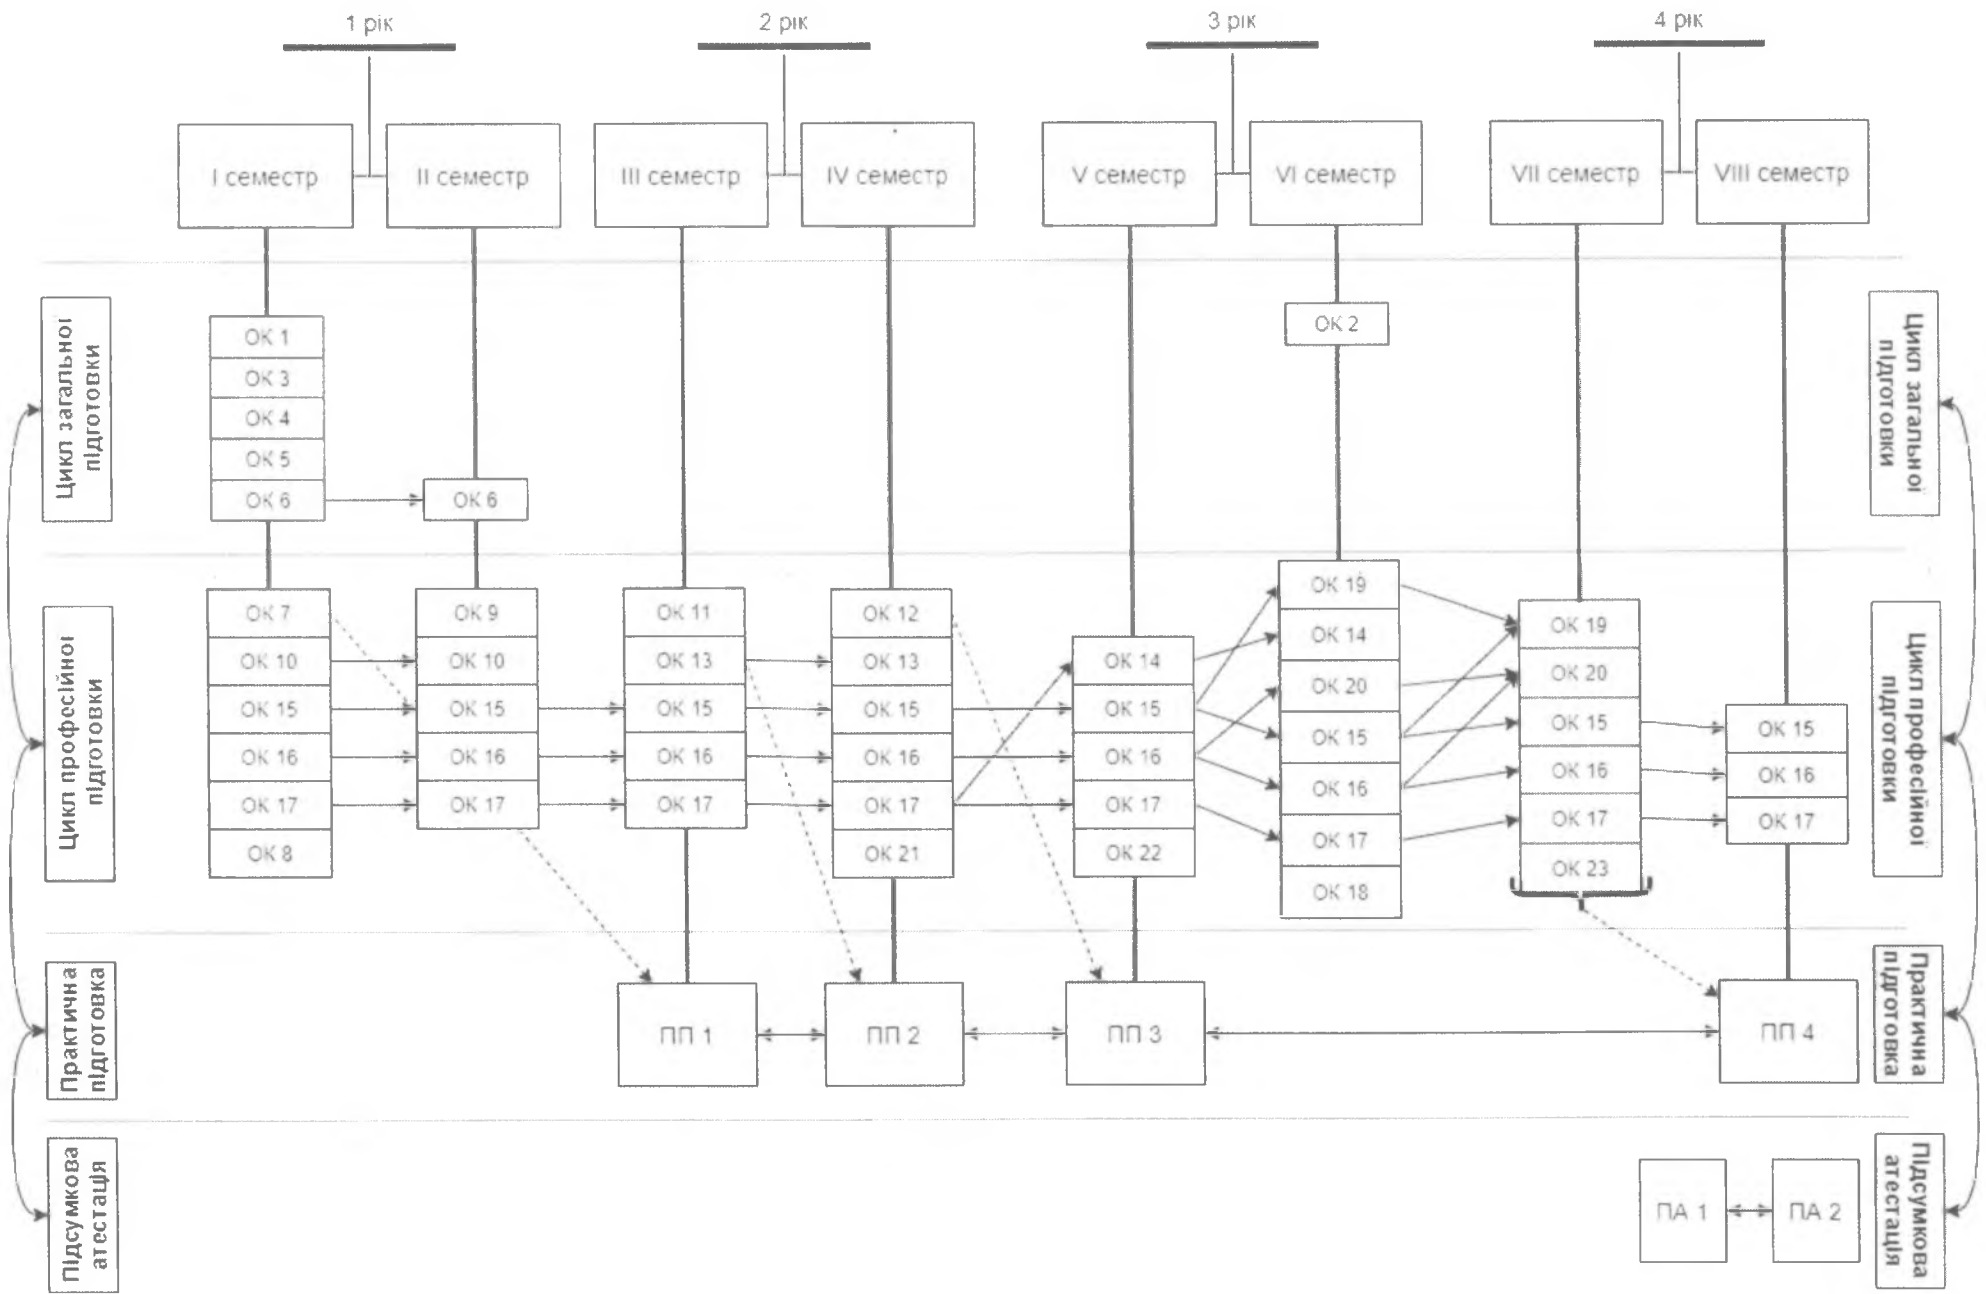 1 рік
2 рік
3 рік
4 рік
I семестр
II семестр
III семестр
IV семестр
V семестр
VI семестр
VII семестр
VIII семестр
Цикл загальної
підготовки
ОК 1
ОК 3
ОК 4
ОК 5
ОК 6
ОК 6
ОК 2
Цикл загальної
підготовки
Цикл професійної
підготовки
ОК 7
ОК 10
ОК 15
ОК 16
ОК 17
ОК 8
ОК 9
ОК 10
ОК 15
ОК 16
ОК 17
ОК 11
ОК 13
ОК 15
ОК 16
ОК 17
ОК 12
ОК 13
ОК 15
ОК 16
ОК 17
ОК 21
ОК 14
ОК 15
ОК 16
ОК 17
ОК 22
ОК 19
ОК 14
ОК 20
ОК 15
ОК 16
ОК 17
ОК 18
ОК 19
ОК 20
ОК 15
ОК 16
ОК 17
ОК 23
ОК 15
ОК 16
ОК 17
Цикл професійної
підготовки
Практична
підготовка
ПП 1
ПП 2
ПП 3
ПП 4
Практична
підготовка
Підсумкова
атестація
ПА 1
ПА 2
Підсумкова
атестація